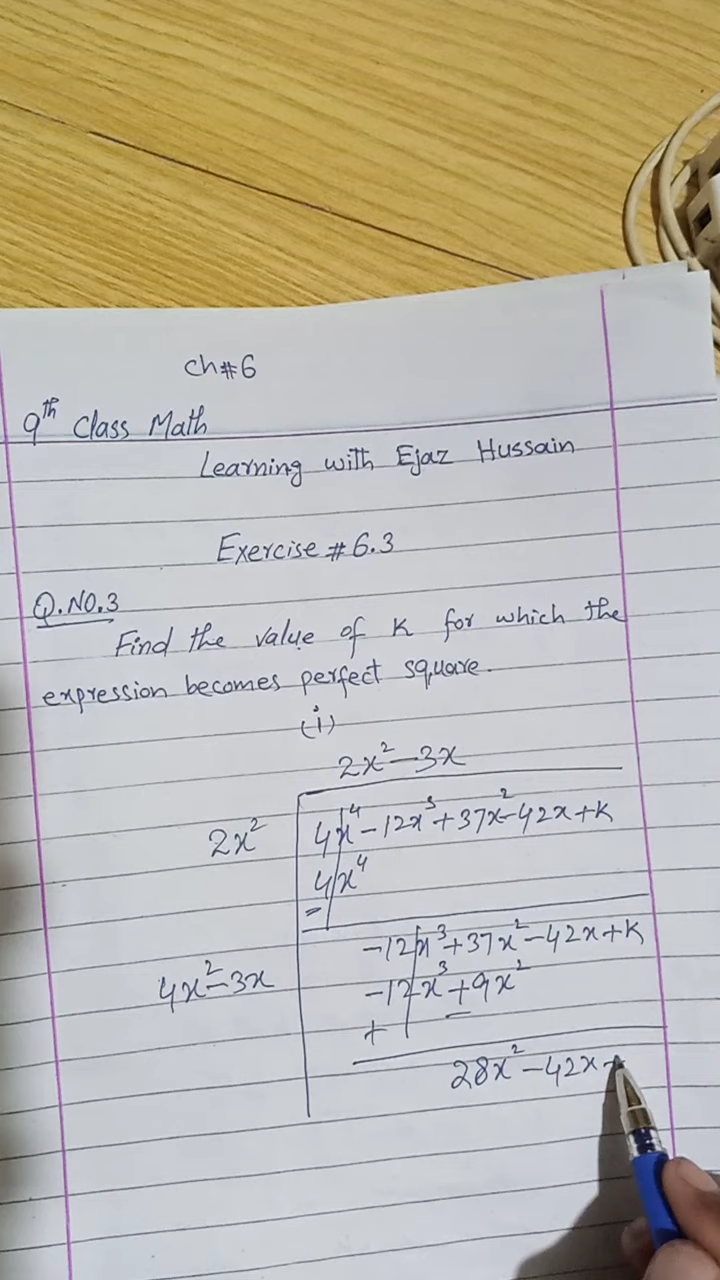 Ch#6
9th Class Math
Learning with Ejaz Hussain
Exercise # 6.3
Q.NO.3
Find the value of K for which the
expression becomes perfect square.
(i)
2x² - 3x
2x² 4x⁴ - 12x³ + 37x² - 42x + K
4x⁴
-
-12x³ + 37x² - 42x + K
4x² - 3x -12x³ + 9x²
+ -
28x² - 42x +